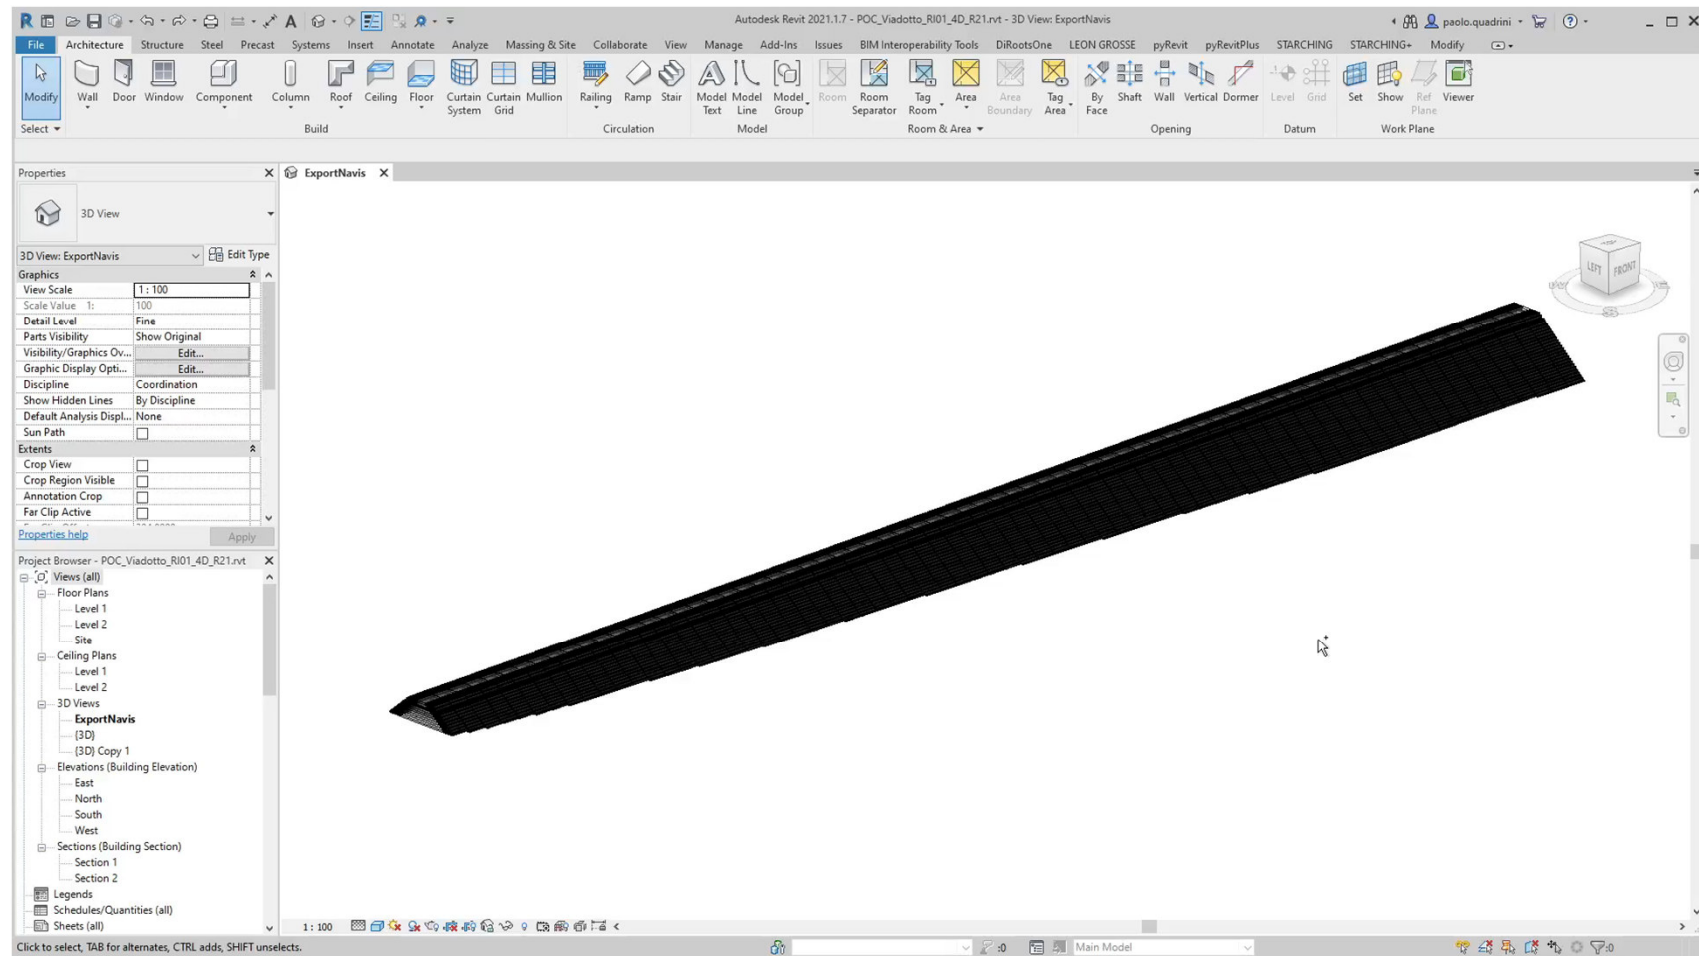 Autodesk Revit 2021.1.7 - POC_Viadotto_RI01_4D_R21.rvt - 3D View: ExportNavis
paolo.quadrini
File Architecture Structure Steel Precast Systems Insert Annotate Analyze Massing & Site Collaborate View Manage Add-Ins Issues BIM Interoperability Tools DiRootsOne LEON GROSSE pyRevit pyRevitPlus STARCHING STARCHING+ Modify
Modify Wall Door Window Component Column Roof Ceiling Floor Curtain System Curtain Grid Mullion Railing Ramp Stair Model Text Model Line Model Group Room Room Separator Tag Room Area Area Boundary Tag Area By Face Shaft Wall Vertical Dormer Level Grid Set Show Ref Plane Viewer
Select Build Circulation Model Room & Area Opening Datum Work Plane
Properties
ExportNavis
3D View
3D View: ExportNavis Edit Type
Graphics
View Scale 1 : 100
Scale Value 1: 100
Detail Level Fine
Parts Visibility Show Original
Visibility/Graphics Ov... Edit...
Graphic Display Opti... Edit...
Discipline Coordination
Show Hidden Lines By Discipline
Default Analysis Displ... None
Sun Path
Extents
Crop View
Crop Region Visible
Annotation Crop
Far Clip Active
Properties help Apply
Project Browser - POC_Viadotto_RI01_4D_R21.rvt
Views (all)
Floor Plans
Level 1
Level 2
Site
Ceiling Plans
Level 1
Level 2
3D Views
ExportNavis
{3D}
{3D} Copy 1
Elevations (Building Elevation)
East
North
South
West
Sections (Building Section)
Section 1
Section 2
Legends
Schedules/Quantities (all)
Sheets (all)
LEFT FRONT
1 : 100
Click to select, TAB for alternates, CTRL adds, SHIFT unselects.
:0
Main Model
:0